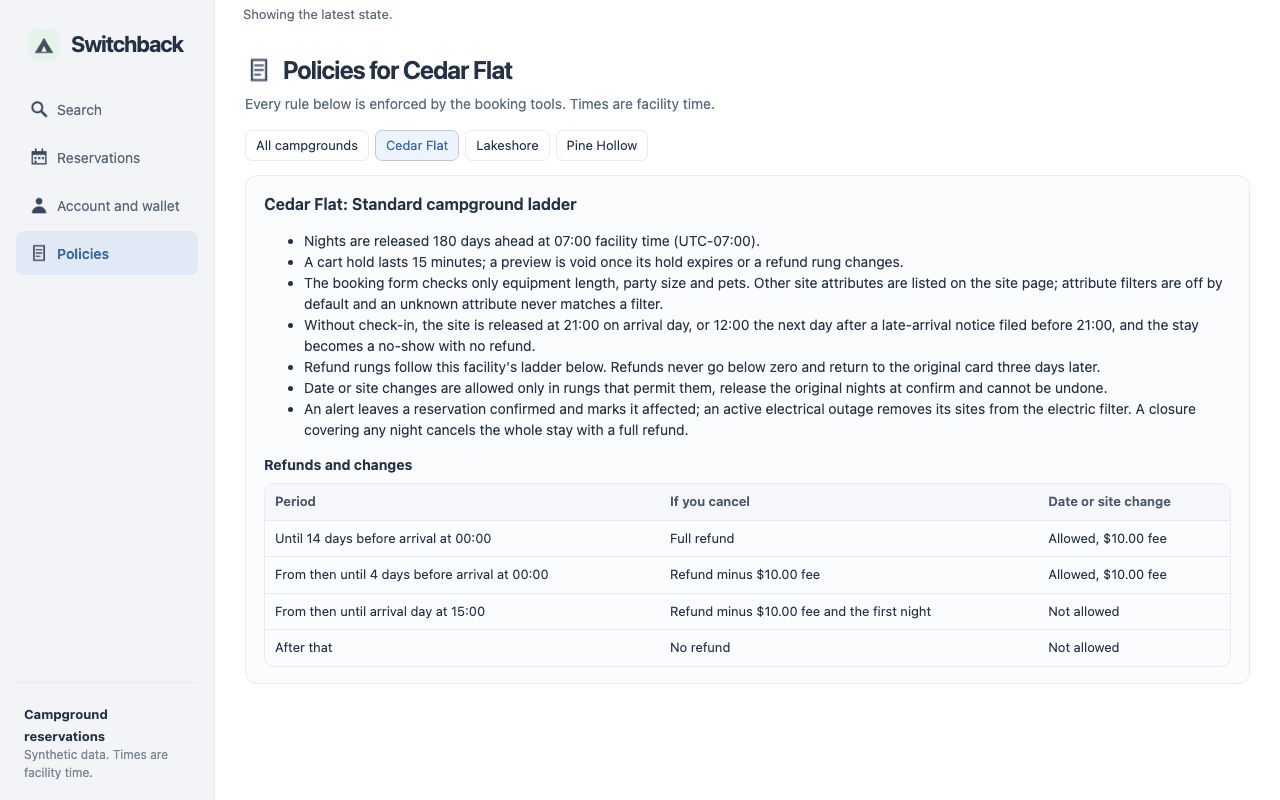 Showing the latest state.
Switchback
Search
Reservations
Account and wallet
Policies
Campground
reservations
Synthetic data. Times are
facility time.
Policies for Cedar Flat
Every rule below is enforced by the booking tools. Times are facility time.
All campgrounds
Cedar Flat
Lakeshore
Pine Hollow
Cedar Flat: Standard campground ladder
Nights are released 180 days ahead at 07:00 facility time (UTC-07:00).
A cart hold lasts 15 minutes; a preview is void once its hold expires or a refund rung changes.
The booking form checks only equipment length, party size and pets. Other site attributes are listed on the site page; attribute filters are off by
default and an unknown attribute never matches a filter.
Without check-in, the site is released at 21:00 on arrival day, or 12:00 the next day after a late-arrival notice filed before 21:00, and the stay
becomes a no-show with no refund.
Refund rungs follow this facility's ladder below. Refunds never go below zero and return to the original card three days later.
Date or site changes are allowed only in rungs that permit them, release the original nights at confirm and cannot be undone.
An alert leaves a reservation confirmed and marks it affected; an active electrical outage removes its sites from the electric filter. A closure
covering any night cancels the whole stay with a full refund.
Refunds and changes
Period If you cancel Date or site change
Until 14 days before arrival at 00:00 Full refund Allowed, $10.00 fee
From then until 4 days before arrival at 00:00 Refund minus $10.00 fee Allowed, $10.00 fee
From then until arrival day at 15:00 Refund minus $10.00 fee and the first night Not allowed
After that No refund Not allowed